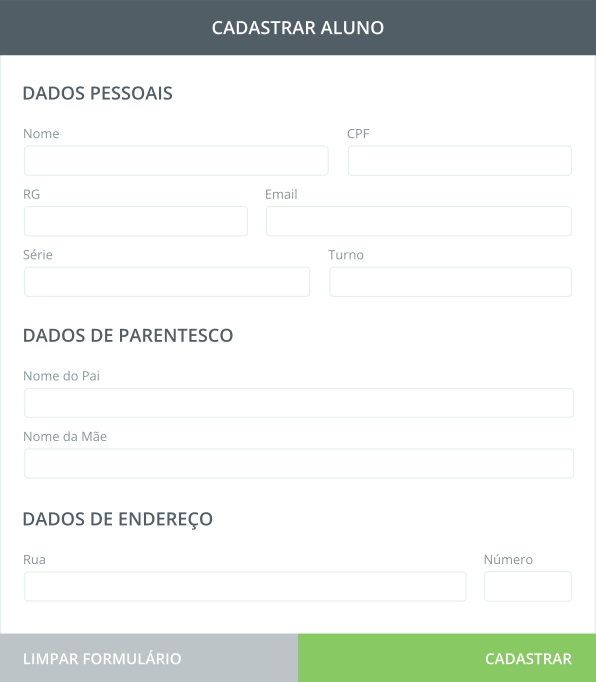 CADASTRAR ALUNO
DADOS PESSOAIS
Nome CPF
RG Email
Série Turno
DADOS DE PARENTESCO
Nome do Pai
Nome da Mãe
DADOS DE ENDEREÇO
Rua Número
LIMPAR FORMULÁRIO CADASTRAR